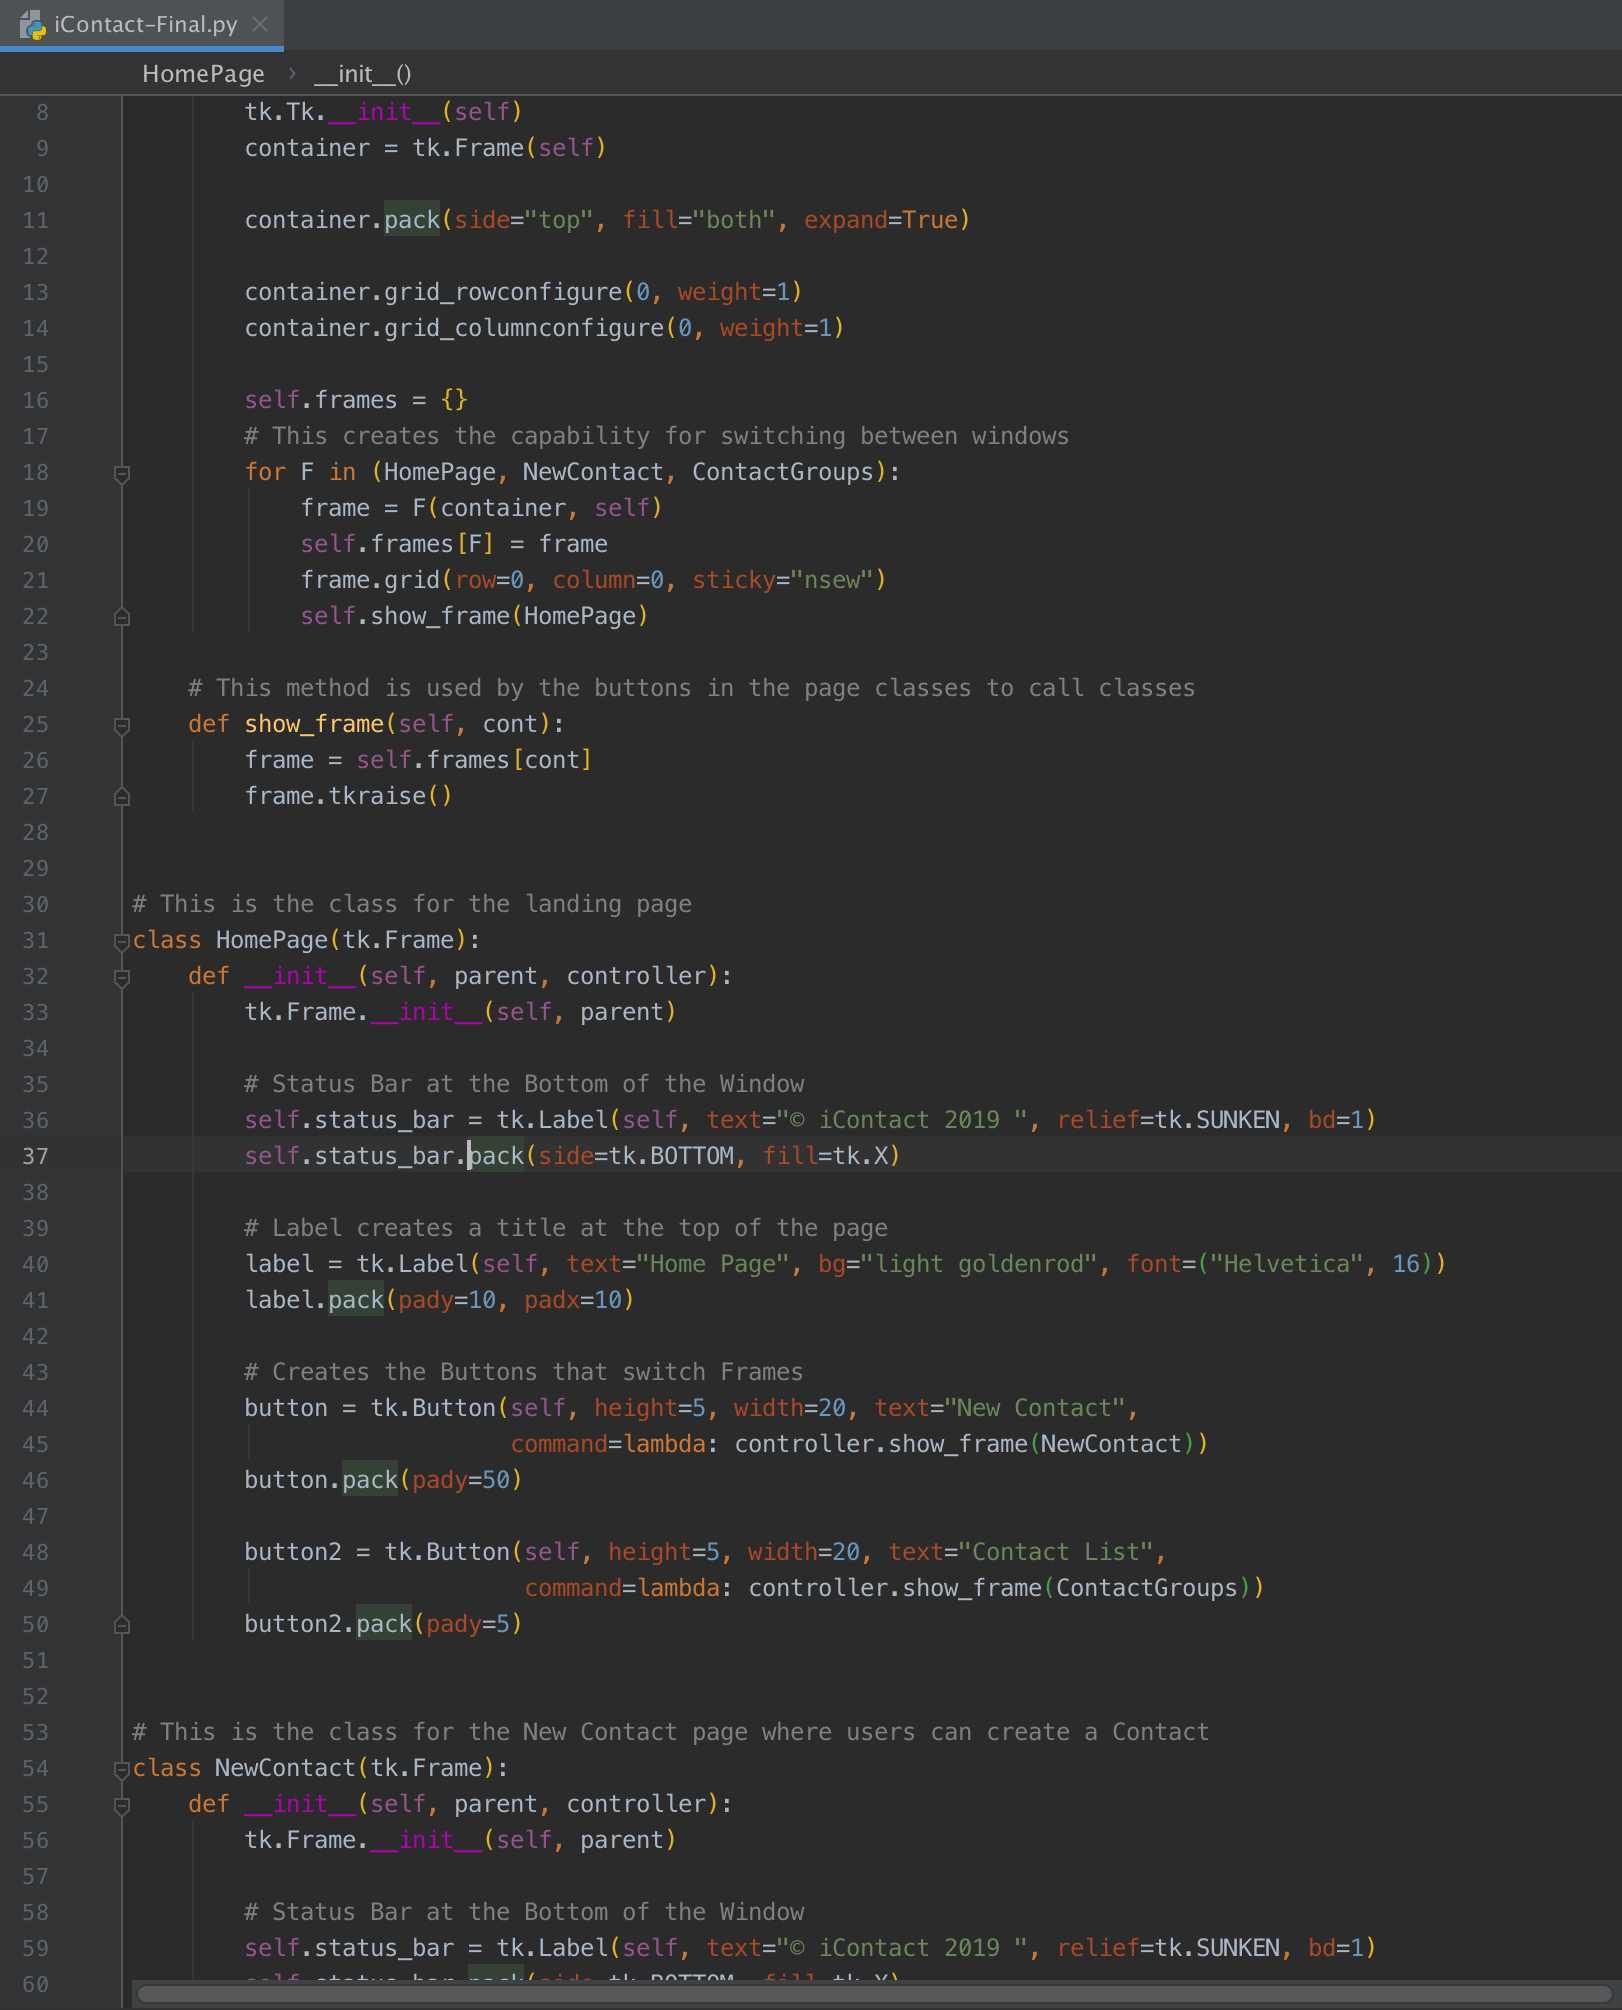 iContact-Final.py
HomePage › __init__()
8 tk.Tk.__init__(self)
9 container = tk.Frame(self)
10
11 container.pack(side="top", fill="both", expand=True)
12
13 container.grid_rowconfigure(0, weight=1)
14 container.grid_columnconfigure(0, weight=1)
15
16 self.frames = {}
17 # This creates the capability for switching between windows
18 for F in (HomePage, NewContact, ContactGroups):
19 frame = F(container, self)
20 self.frames[F] = frame
21 frame.grid(row=0, column=0, sticky="nsew")
22 self.show_frame(HomePage)
23
24 # This method is used by the buttons in the page classes to call classes
25 def show_frame(self, cont):
26 frame = self.frames[cont]
27 frame.tkraise()
28
29
30 # This is the class for the landing page
31 class HomePage(tk.Frame):
32 def __init__(self, parent, controller):
33 tk.Frame.__init__(self, parent)
34
35 # Status Bar at the Bottom of the Window
36 self.status_bar = tk.Label(self, text="© iContact 2019 ", relief=tk.SUNKEN, bd=1)
37 self.status_bar.pack(side=tk.BOTTOM, fill=tk.X)
38
39 # Label creates a title at the top of the page
40 label = tk.Label(self, text="Home Page", bg="light goldenrod", font=("Helvetica", 16))
41 label.pack(pady=10, padx=10)
42
43 # Creates the Buttons that switch Frames
44 button = tk.Button(self, height=5, width=20, text="New Contact",
45 command=lambda: controller.show_frame(NewContact))
46 button.pack(pady=50)
47
48 button2 = tk.Button(self, height=5, width=20, text="Contact List",
49 command=lambda: controller.show_frame(ContactGroups))
50 button2.pack(pady=5)
51
52
53 # This is the class for the New Contact page where users can create a Contact
54 class NewContact(tk.Frame):
55 def __init__(self, parent, controller):
56 tk.Frame.__init__(self, parent)
57
58 # Status Bar at the Bottom of the Window
59 self.status_bar = tk.Label(self, text="© iContact 2019 ", relief=tk.SUNKEN, bd=1)
60 self.status_bar.pack(side=tk.BOTTOM, fill=tk.X)